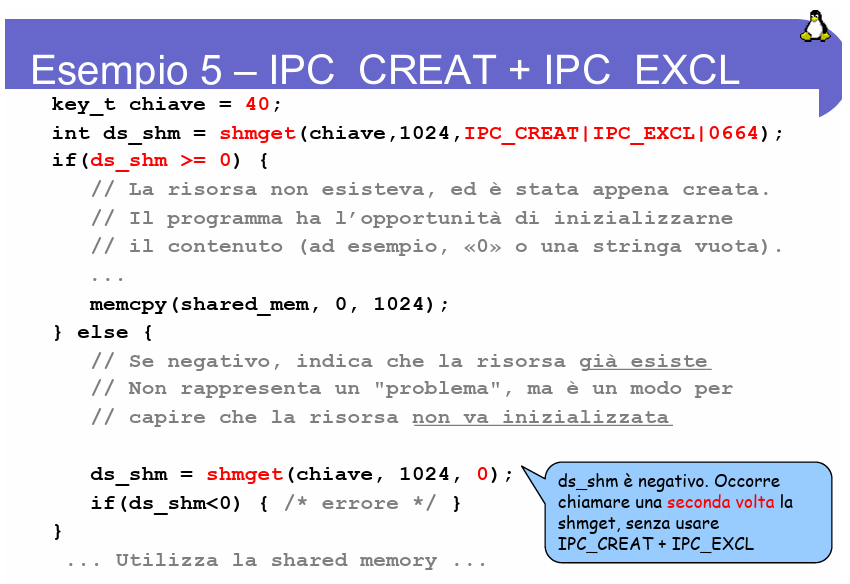 Esempio 5 – IPC_CREAT + IPC_EXCL
key_t chiave = 40;
int ds_shm = shmget(chiave,1024,IPC_CREAT|IPC_EXCL|0664);
if(ds_shm >= 0) {
// La risorsa non esisteva, ed è stata appena creata.
// Il programma ha l’opportunità di inizializzarne
// il contenuto (ad esempio, «0» o una stringa vuota).
...
memcpy(shared_mem, 0, 1024);
} else {
// Se negativo, indica che la risorsa già esiste
// Non rappresenta un "problema", ma è un modo per
// capire che la risorsa non va inizializzata
ds_shm = shmget(chiave, 1024, 0);
if(ds_shm<0) { /* errore */ }
}
... Utilizza la shared memory ...
ds_shm è negativo. Occorre
chiamare una seconda volta la
shmget, senza usare
IPC_CREAT + IPC_EXCL